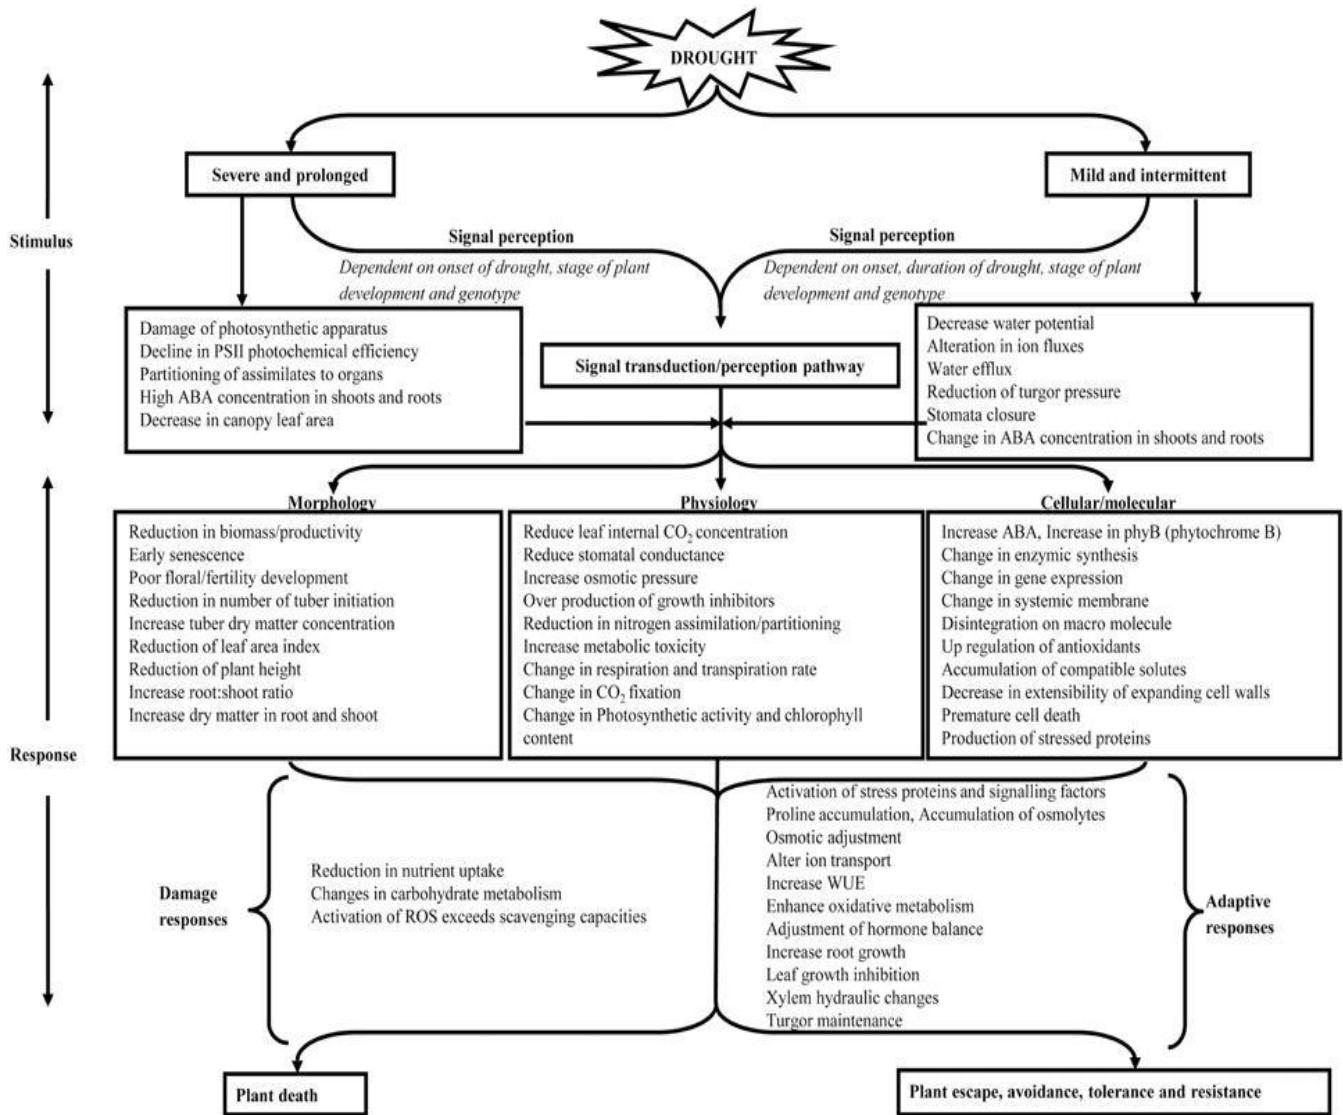 DROUGHT
Severe and prolonged
Mild and intermittent
Stimulus
Signal perception
Dependent on onset of drought, stage of plant
development and genotype
Signal perception
Dependent on onset, duration of drought, stage of plant
development and genotype
Damage of photosynthetic apparatus
Decline in PSII photochemical efficiency
Partitioning of assimilates to organs
High ABA concentration in shoots and roots
Decrease in canopy leaf area
Signal transduction/perception pathway
Decrease water potential
Alteration in ion fluxes
Water efflux
Reduction of turgor pressure
Stomata closure
Change in ABA concentration in shoots and roots
Response
Morphology
Reduction in biomass/productivity
Early senescence
Poor floral/fertility development
Reduction in number of tuber initiation
Increase tuber dry matter concentration
Reduction of leaf area index
Reduction of plant height
Increase root:shoot ratio
Increase dry matter in root and shoot
Physiology
Reduce leaf internal CO₂ concentration
Reduce stomatal conductance
Increase osmotic pressure
Over production of growth inhibitors
Reduction in nitrogen assimilation/partitioning
Increase metabolic toxicity
Change in respiration and transpiration rate
Change in CO₂ fixation
Change in Photosynthetic activity and chlorophyll
content
Cellular/molecular
Increase ABA, Increase in phyB (phytochrome B)
Change in enzymic synthesis
Change in gene expression
Change in systemic membrane
Disintegration on macro molecule
Up regulation of antioxidants
Accumulation of compatible solutes
Decrease in extensibility of expanding cell walls
Premature cell death
Production of stressed proteins
Damage
responses
Reduction in nutrient uptake
Changes in carbohydrate metabolism
Activation of ROS exceeds scavenging capacities
Activation of stress proteins and signalling factors
Proline accumulation, Accumulation of osmolytes
Osmotic adjustment
Alter ion transport
Increase WUE
Enhance oxidative metabolism
Adjustment of hormone balance
Increase root growth
Leaf growth inhibition
Xylem hydraulic changes
Turgor maintenance
Adaptive
responses
Plant death
Plant escape, avoidance, tolerance and resistance